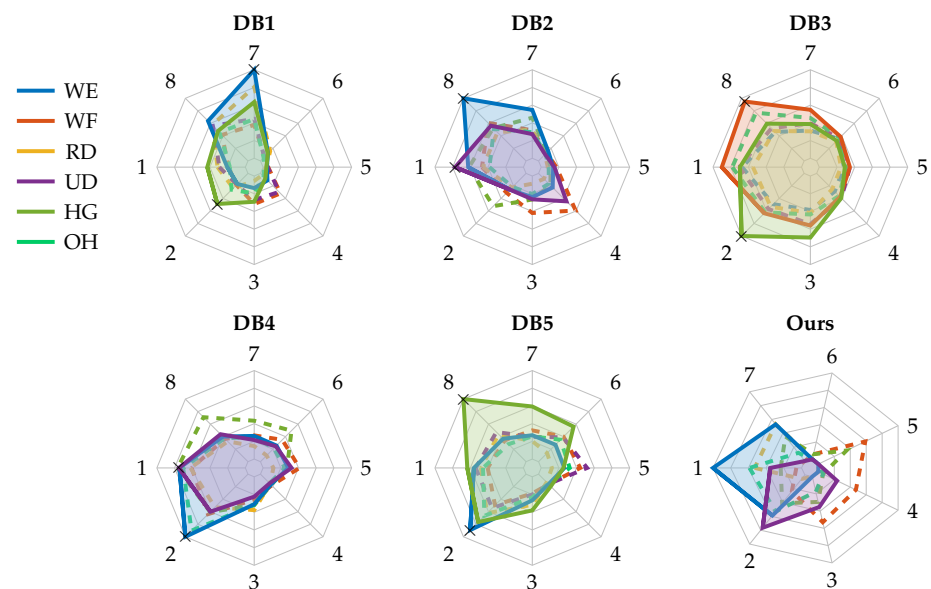 DB1 DB2 DB3
7 7 7
8 6 8 6 8 6
WE
WF
RD
UD
HG
OH
1 5 1 5 1 5
2 4 2 4 2 4
3 3 3
DB4 DB5 Ours
7 7 6
8 6 8 6 7 5
1 5 1 5 1
2 4 2 4 2 4
3 3 3